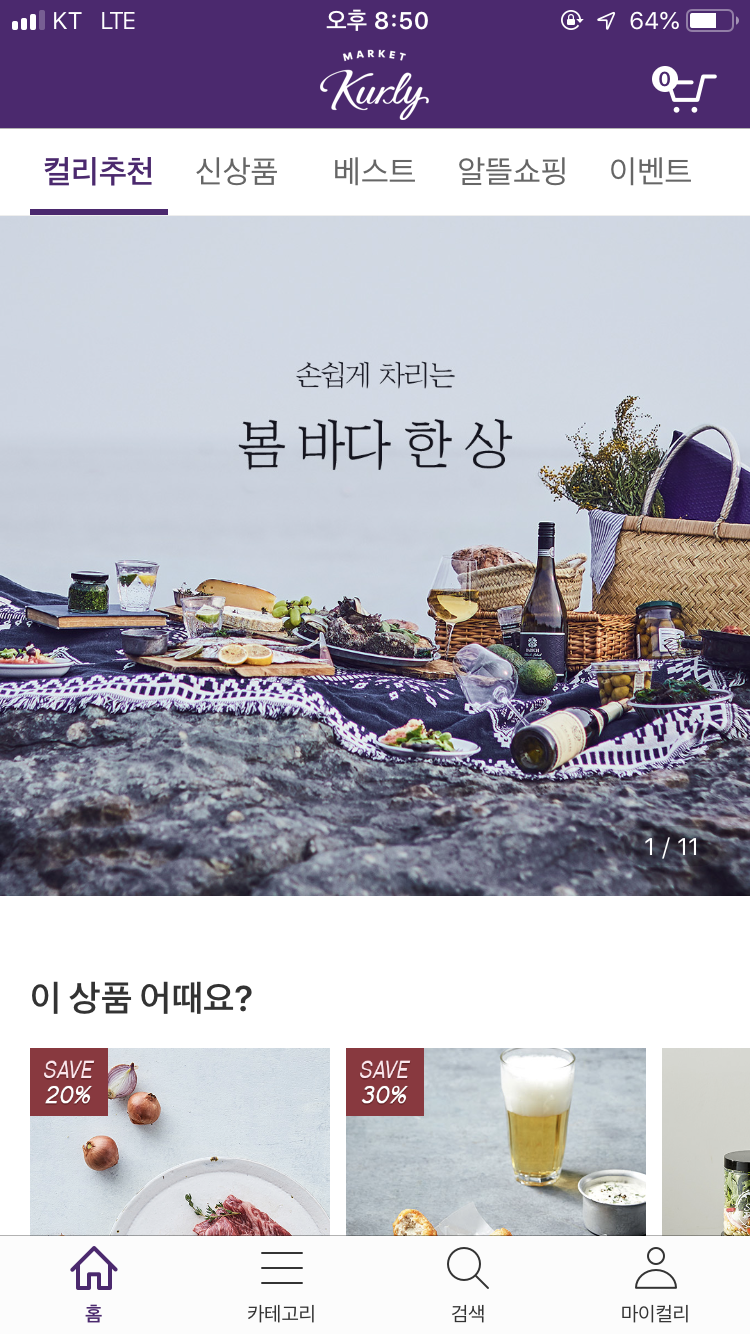 KT LTE 오후 8:50 64%
MARKET
Kurly
0
컬리추천 신상품 베스트 알뜰쇼핑 이벤트
손쉽게 차리는
봄 바다 한 상
1 / 11
이 상품 어때요?
SAVE
20%
SAVE
30%
홈 카테고리 검색 마이컬리